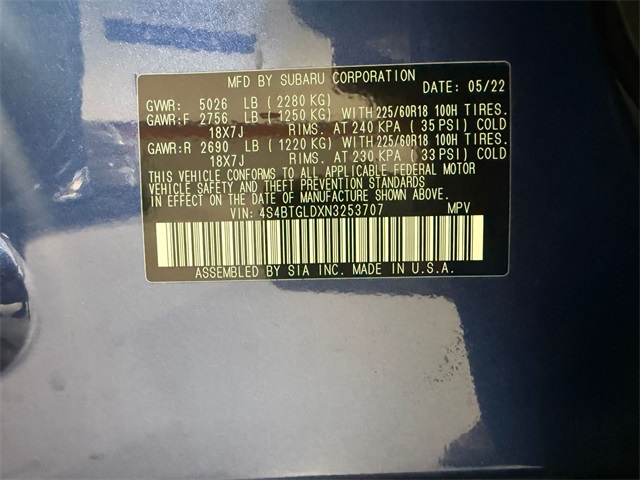 MFD BY SUBARU CORPORATION
DATE: 05/22
GVWR: 5026 LB ( 2280 KG)
GAWR:F 2756 LB ( 1250 KG) WITH 225/60R18 100H TIRES.
18X7J RIMS. AT 240 KPA ( 35 PSI) COLD
GAWR:R 2690 LB ( 1220 KG) WITH 225/60R18 100H TIRES.
18X7J RIMS. AT 230 KPA ( 33 PSI) COLD
THIS VEHICLE CONFORMS TO ALL APPLICABLE FEDERAL MOTOR
VEHICLE SAFETY AND THEFT PREVENTION STANDARDS
IN EFFECT ON THE DATE OF MANUFACTURE SHOWN ABOVE.
VIN: 4S4BTGLDXN3253707 MPV
ASSEMBLED BY SIA INC. MADE IN U.S.A.